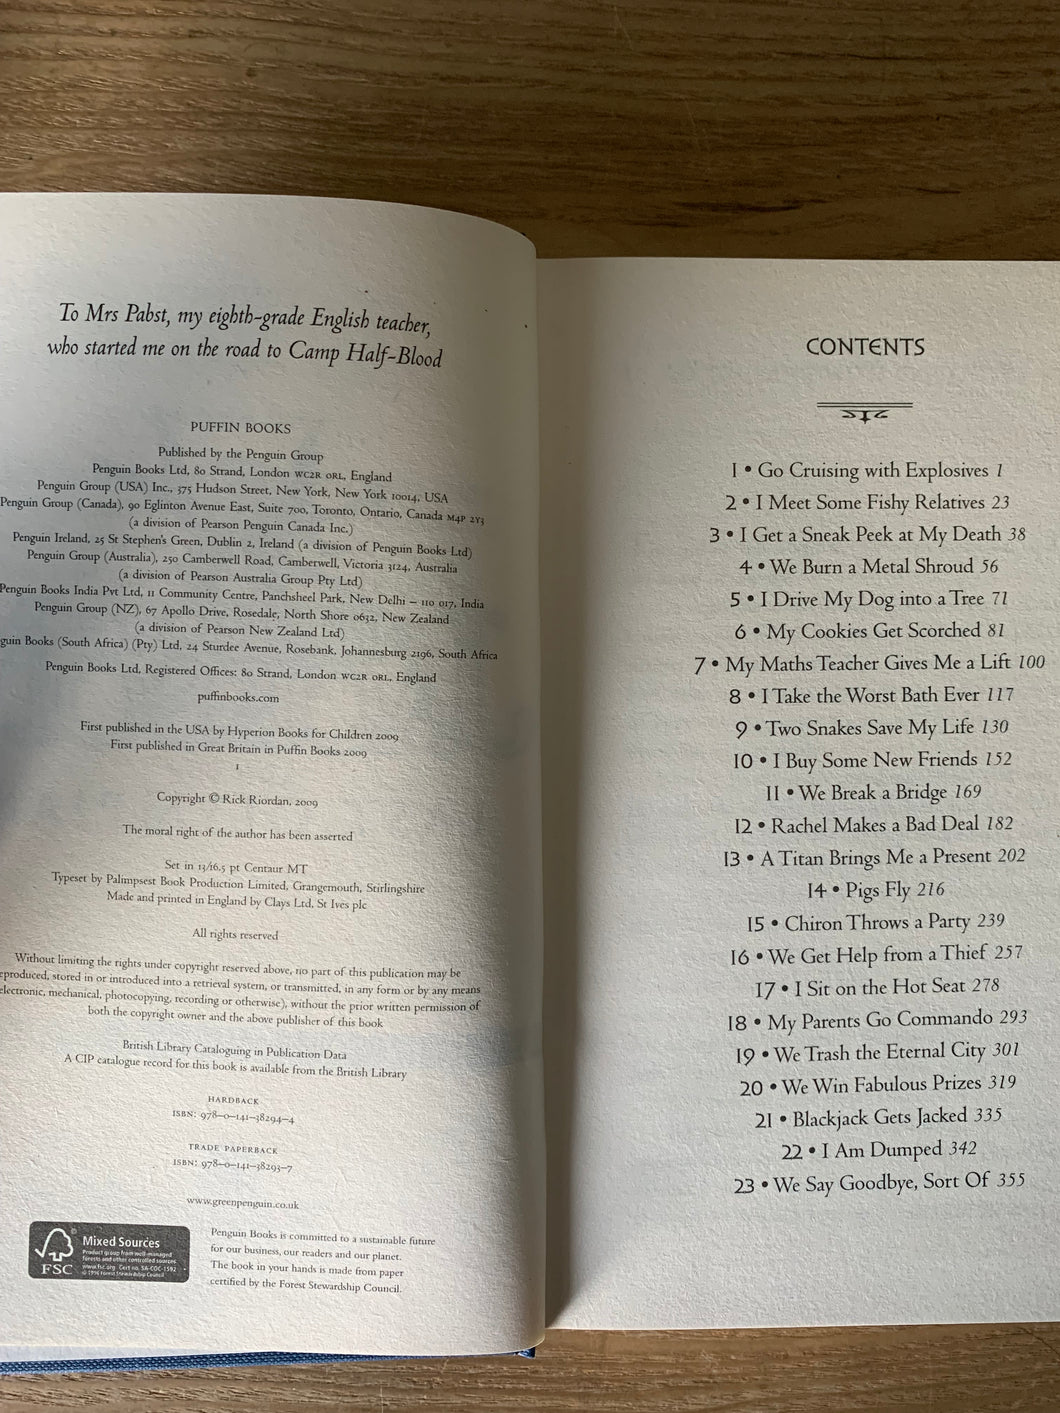 To Mrs Pabst, my eighth-grade English teacher,
who started me on the road to Camp Half-Blood
PUFFIN BOOKS
Published by the Penguin Group
Penguin Books Ltd, 80 Strand, London WC2R 0RL, England
Penguin Group (USA) Inc., 375 Hudson Street, New York, New York 10014, USA
Penguin Group (Canada), 90 Eglinton Avenue East, Suite 700, Toronto, Ontario, Canada M4P 2Y3
(a division of Pearson Penguin Canada Inc.)
Penguin Ireland, 25 St Stephen's Green, Dublin 2, Ireland (a division of Penguin Books Ltd)
Penguin Group (Australia), 250 Camberwell Road, Camberwell, Victoria 3124, Australia
(a division of Pearson Australia Group Pty Ltd)
Penguin Books India Pvt Ltd, 11 Community Centre, Panchsheel Park, New Delhi – 110 017, India
Penguin Group (NZ), 67 Apollo Drive, Rosedale, North Shore 0632, New Zealand
(a division of Pearson New Zealand Ltd)
guin Books (South Africa) (Pty) Ltd, 24 Sturdee Avenue, Rosebank, Johannesburg 2196, South Africa
Penguin Books Ltd, Registered Offices: 80 Strand, London WC2R 0RL, England
puffinbooks.com
First published in the USA by Hyperion Books for Children 2009
First published in Great Britain in Puffin Books 2009
1
Copyright © Rick Riordan, 2009
The moral right of the author has been asserted
Set in 13/16.5 pt Centaur MT
Typeset by Palimpsest Book Production Limited, Grangemouth, Stirlingshire
Made and printed in England by Clays Ltd, St Ives plc
All rights reserved
Without limiting the rights under copyright reserved above, no part of this publication may be
eproduced, stored in or introduced into a retrieval system, or transmitted, in any form or by any means
electronic, mechanical, photocopying, recording or otherwise), without the prior written permission of
both the copyright owner and the above publisher of this book
British Library Cataloguing in Publication Data
A CIP catalogue record for this book is available from the British Library
HARDBACK
ISBN: 978-0-141-38294-4
TRADE PAPERBACK
ISBN: 978-0-141-38293-7
www.greenpenguin.co.uk
FSC
Mixed Sources
Product group from well-managed
forests and other controlled sources
www.fsc.org Cert no. SA-COC-1592
© 1996 Forest Stewardship Council
Penguin Books is committed to a sustainable future
for our business, our readers and our planet.
The book in your hands is made from paper
certified by the Forest Stewardship Council.
CONTENTS
1 • Go Cruising with Explosives 1
2 • I Meet Some Fishy Relatives 23
3 • I Get a Sneak Peek at My Death 38
4 • We Burn a Metal Shroud 56
5 • I Drive My Dog into a Tree 71
6 • My Cookies Get Scorched 81
7 • My Maths Teacher Gives Me a Lift 100
8 • I Take the Worst Bath Ever 117
9 • Two Snakes Save My Life 130
10 • I Buy Some New Friends 152
11 • We Break a Bridge 169
12 • Rachel Makes a Bad Deal 182
13 • A Titan Brings Me a Present 202
14 • Pigs Fly 216
15 • Chiron Throws a Party 239
16 • We Get Help from a Thief 257
17 • I Sit on the Hot Seat 278
18 • My Parents Go Commando 293
19 • We Trash the Eternal City 301
20 • We Win Fabulous Prizes 319
21 • Blackjack Gets Jacked 335
22 • I Am Dumped 342
23 • We Say Goodbye, Sort Of 355